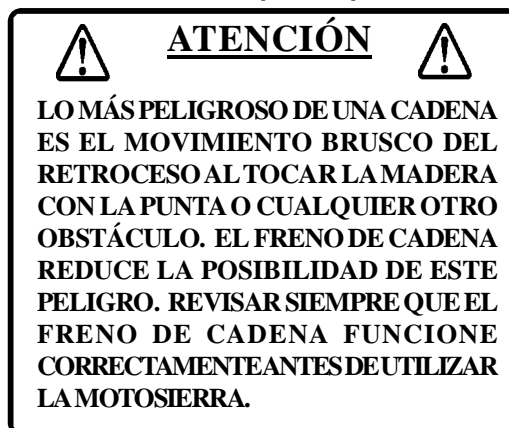 ATENCIÓN
LO MÁS PELIGROSO DE UNA CADENA
ES EL MOVIMIENTO BRUSCO DEL
RETROCESO AL TOCAR LA MADERA
CON LA PUNTA O CUALQUIER OTRO
OBSTÁCULO. EL FRENO DE CADENA
REDUCE LA POSIBILIDAD DE ESTE
PELIGRO. REVISAR SIEMPRE QUE EL
FRENO DE CADENA FUNCIONE
CORRECTAMENTE ANTES DE UTILIZAR
LA MOTOSIERRA.